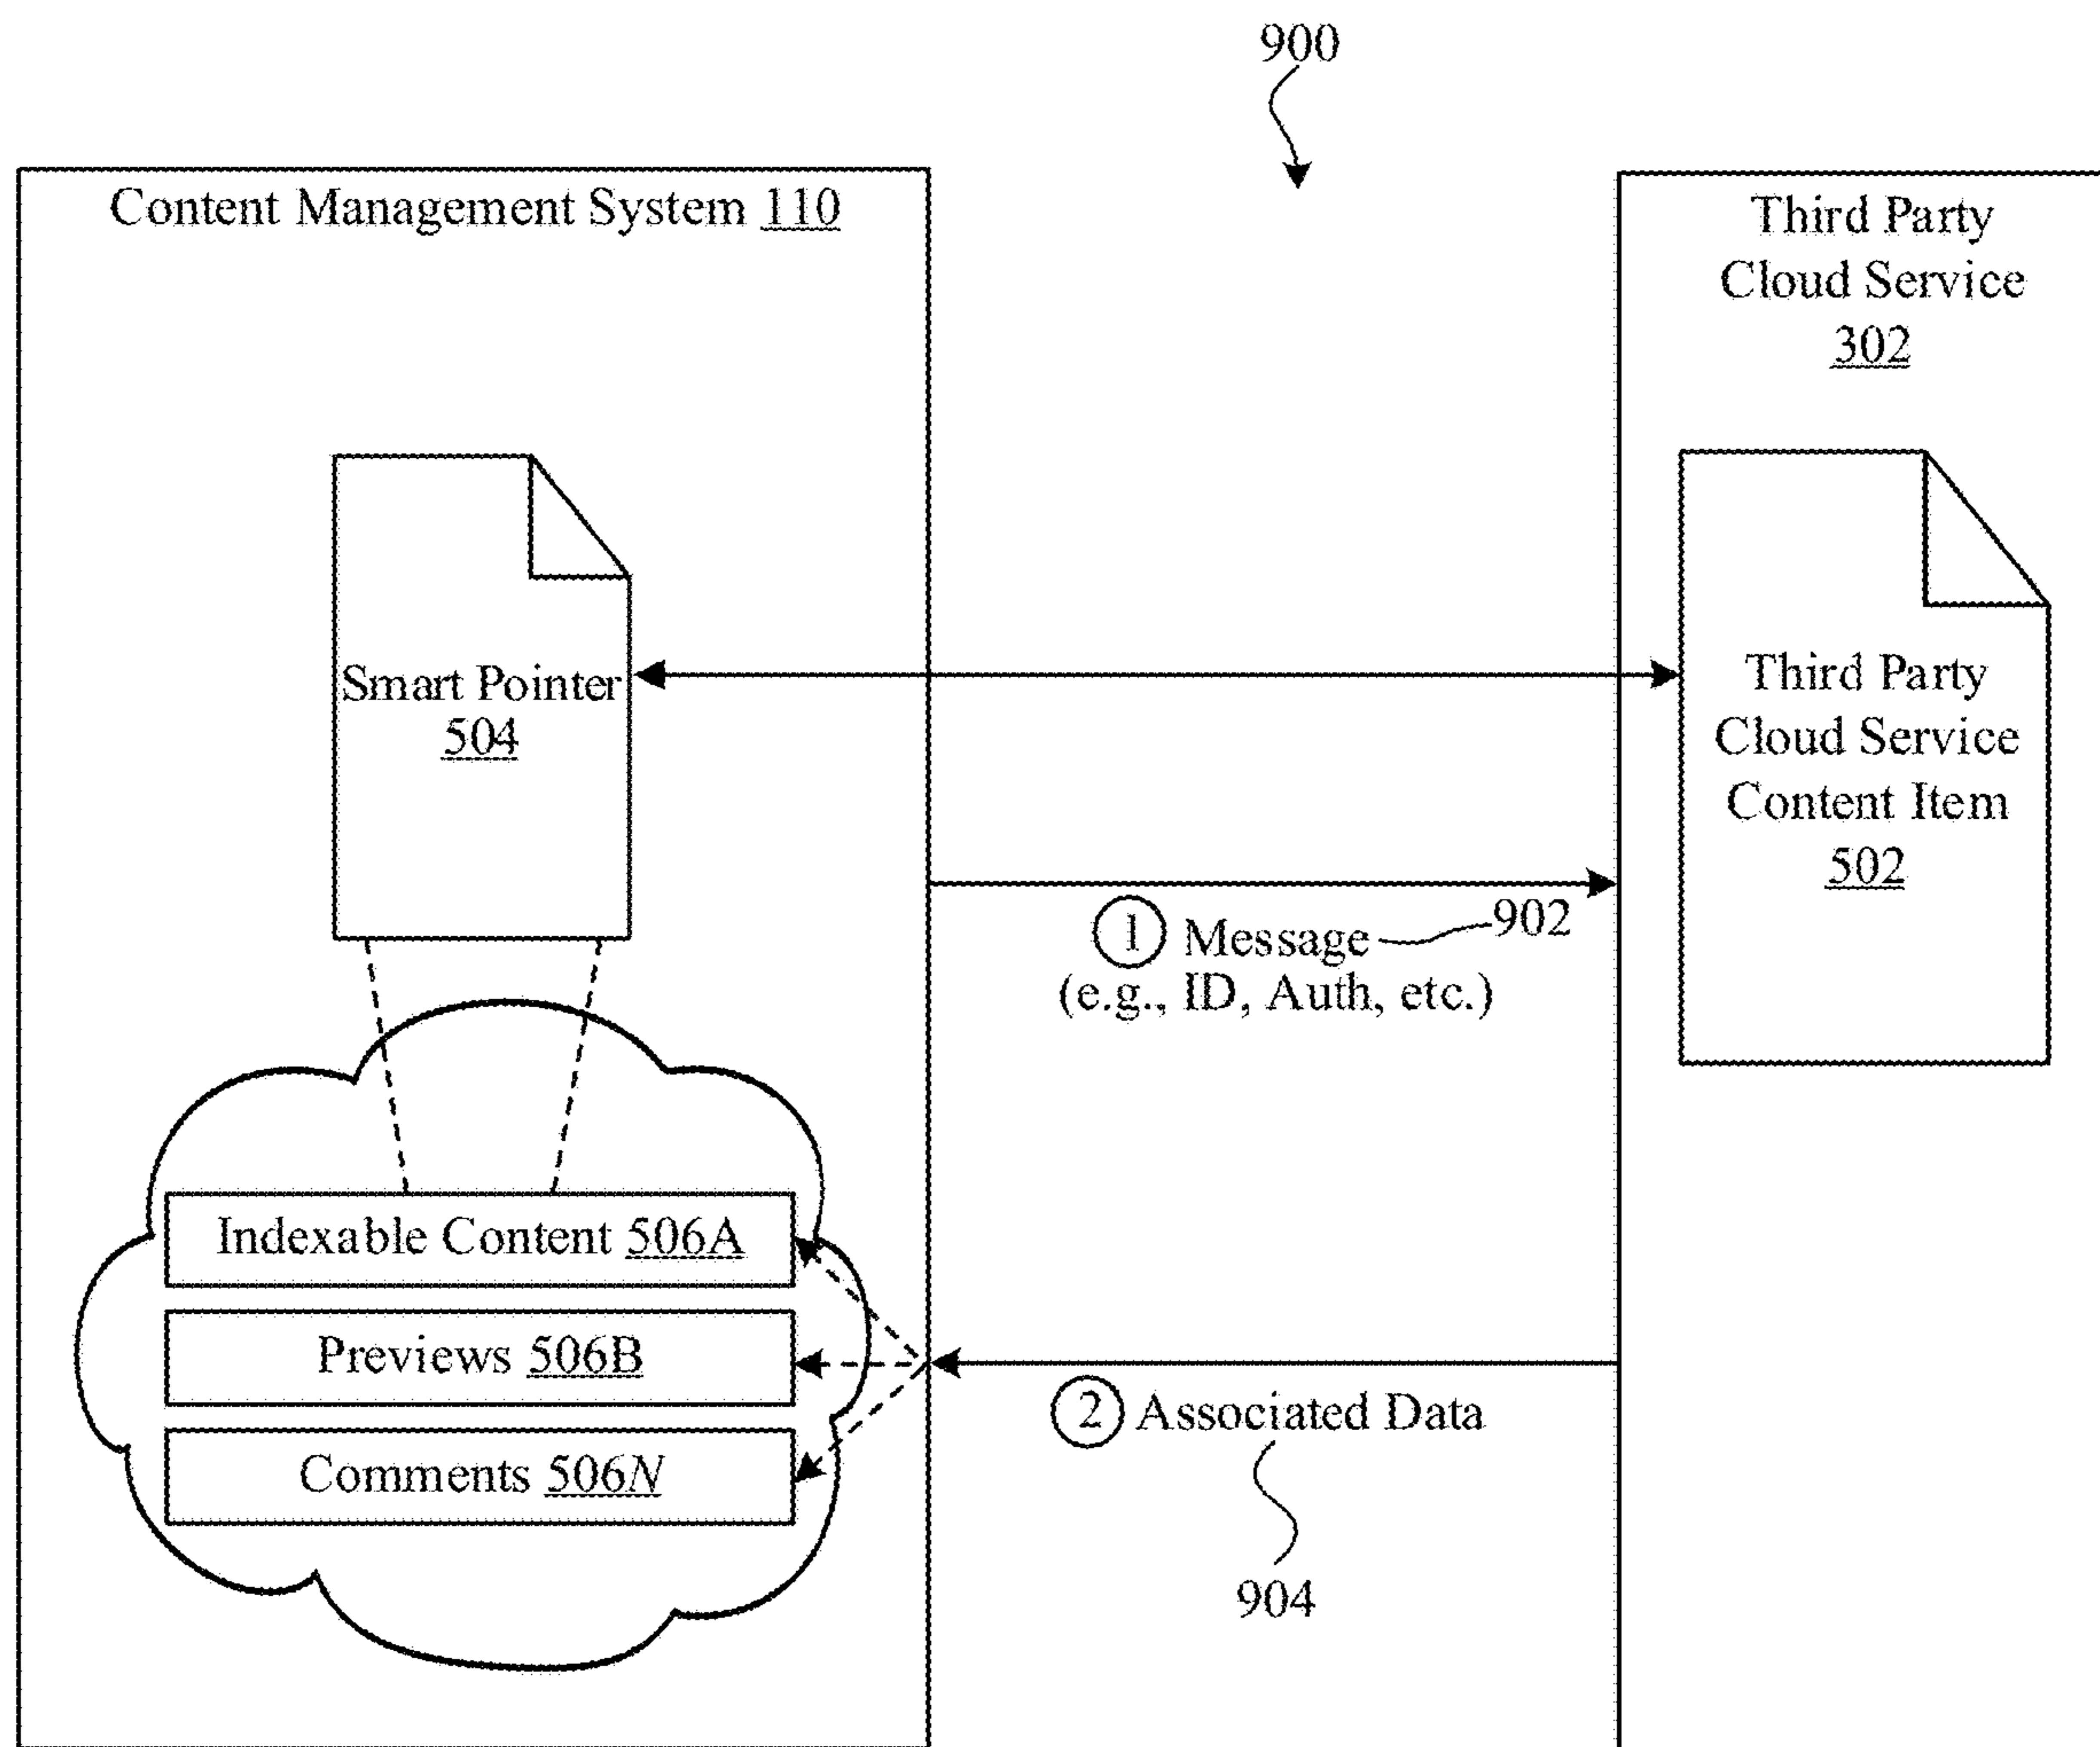 900
Content Management System 110
Third Party
Cloud Service
302
Smart Pointer
504
Third Party
Cloud Service
Content Item
502
1 Message 902
(e.g., ID, Auth, etc.)
Indexable Content 506A
Previews 506B
Comments 506N
2 Associated Data
904